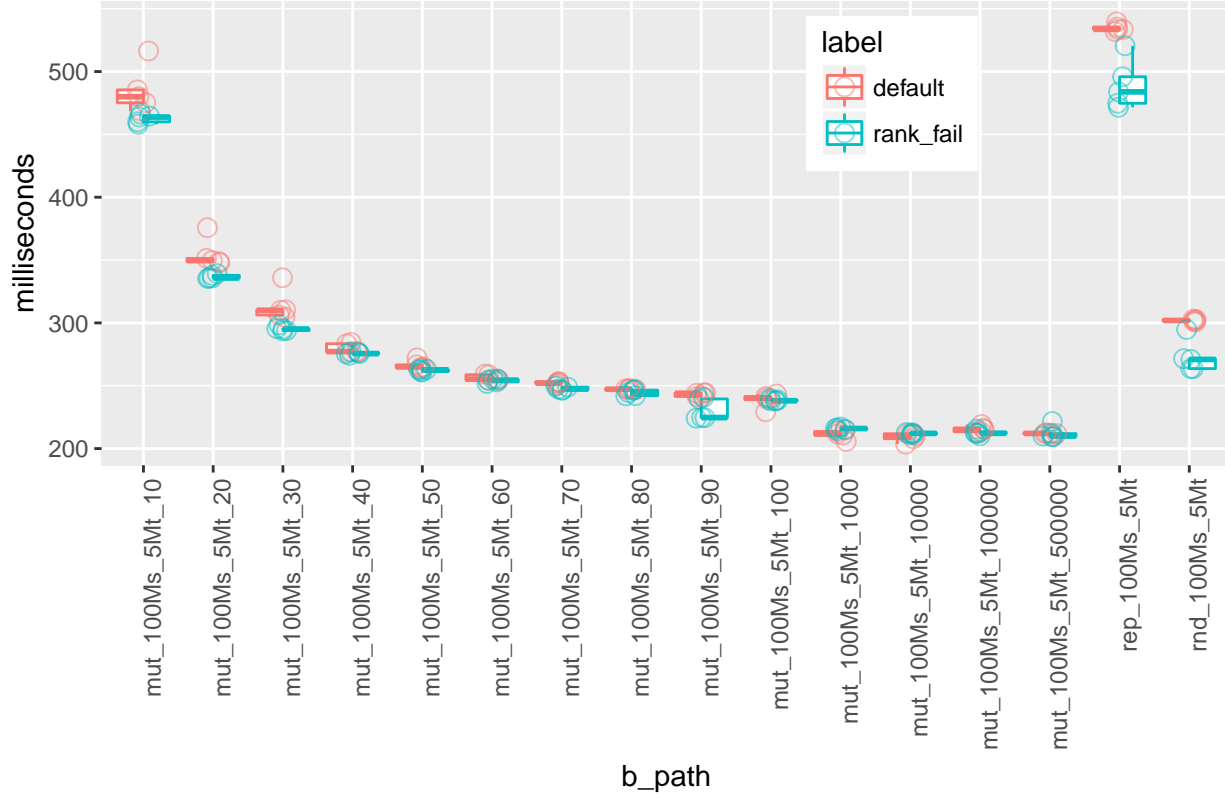 500
400
300
200
milliseconds
label
default
rank_fail
mut_100Ms_5Mt_10
mut_100Ms_5Mt_20
mut_100Ms_5Mt_30
mut_100Ms_5Mt_40
mut_100Ms_5Mt_50
mut_100Ms_5Mt_60
mut_100Ms_5Mt_70
mut_100Ms_5Mt_80
mut_100Ms_5Mt_90
mut_100Ms_5Mt_100
mut_100Ms_5Mt_1000
mut_100Ms_5Mt_10000
mut_100Ms_5Mt_100000
mut_100Ms_5Mt_500000
rep_100Ms_5Mt
rnd_100Ms_5Mt
b_path